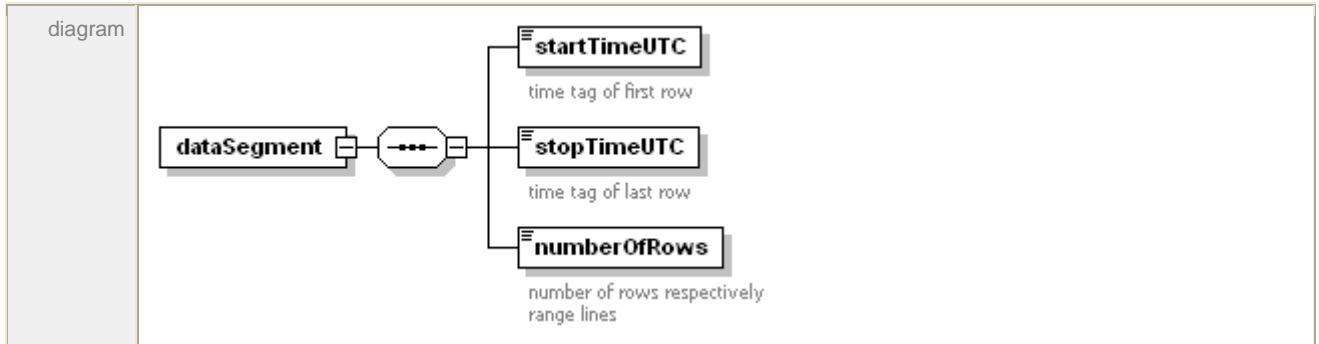 diagram
startTimeUTC
time tag of first row
dataSegment
stopTimeUTC
time tag of last row
numberOfRows
number of rows respectively
range lines